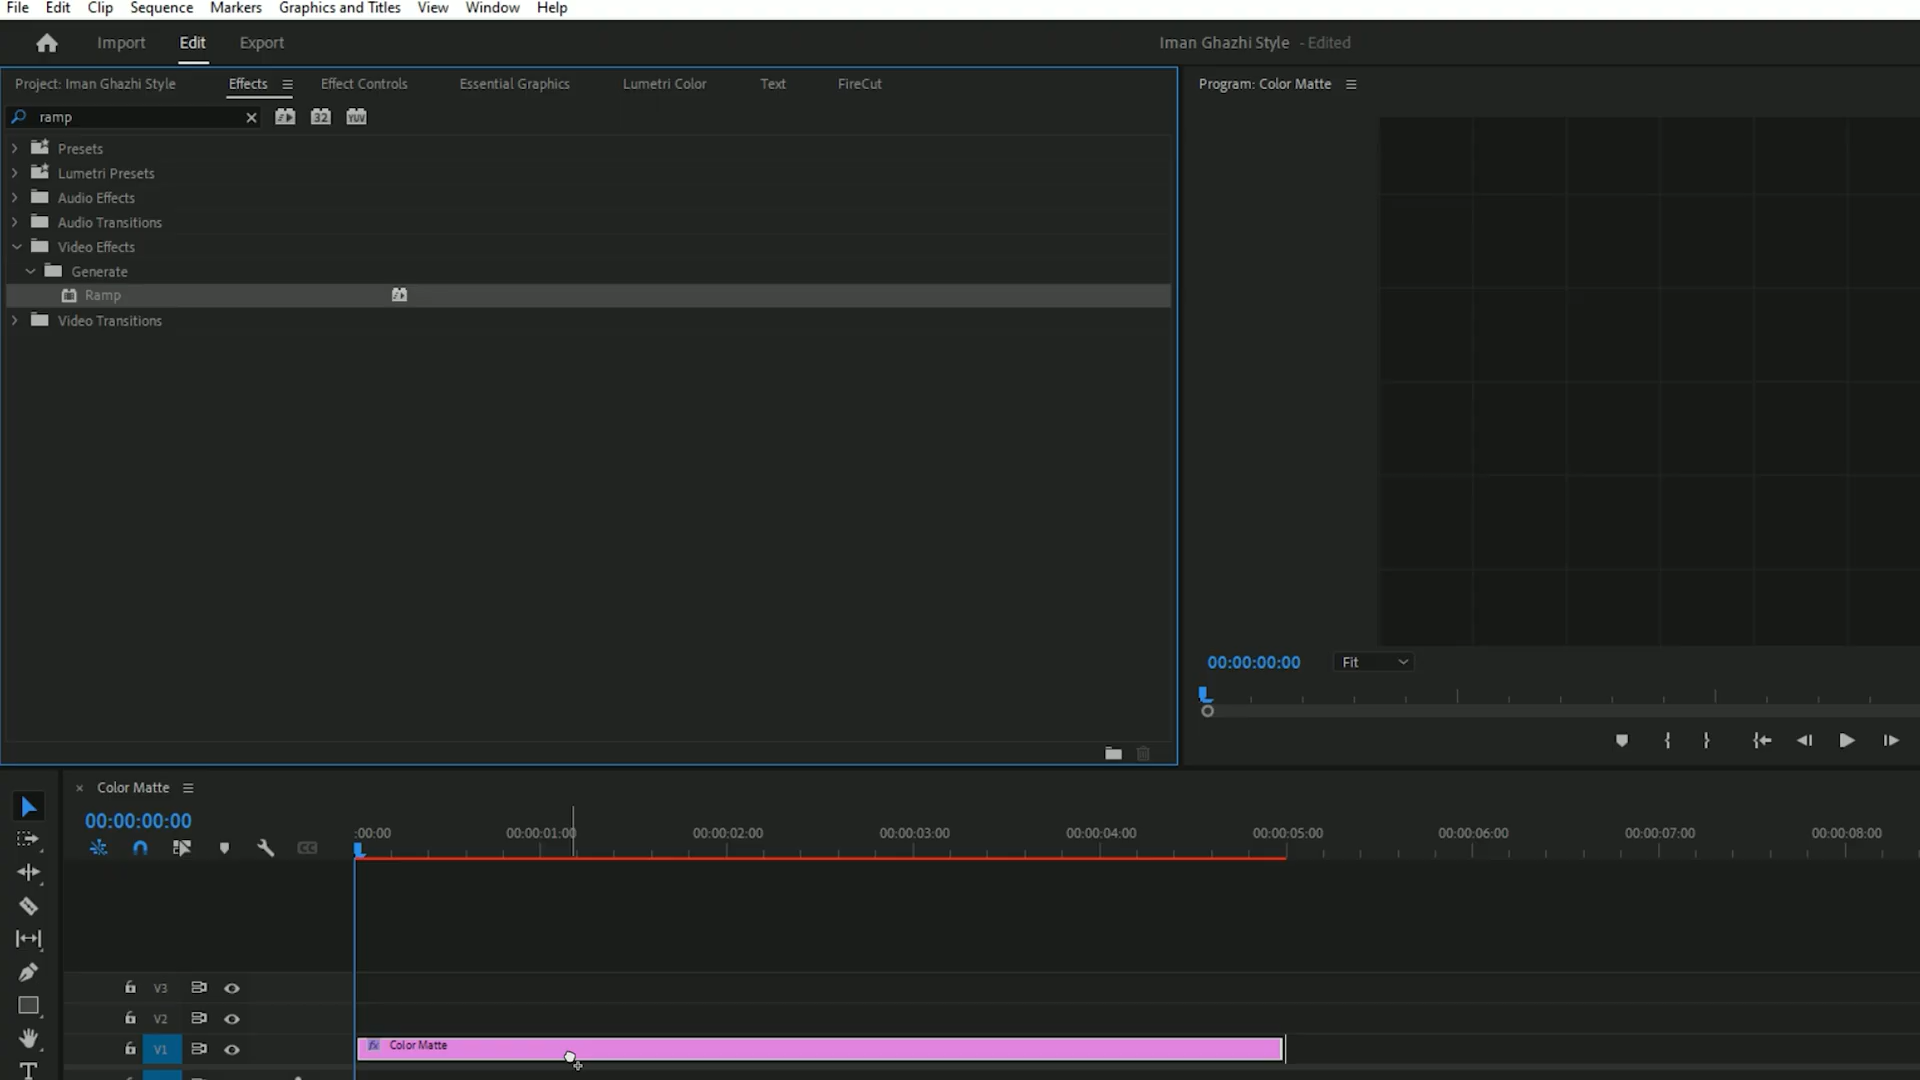 File Edit Clip Sequence Markers Graphics and Titles View Window Help
Import Edit Export
Iman Ghazhi Style - Edited
Project: Iman Ghazhi Style Effects Effect Controls Essential Graphics Lumetri Color Text FireCut
Program: Color Matte
ramp
32 YUV
Presets
Lumetri Presets
Audio Effects
Audio Transitions
Video Effects
Generate
Ramp
Video Transitions
00:00:00:00 Fit
Color Matte
00:00:00:00
:00:00 00:00:01:00 00:00:02:00 00:00:03:00 00:00:04:00 00:00:05:00 00:00:06:00 00:00:07:00 00:00:08:00
CC
V3
V2
V1 fx Color Matte